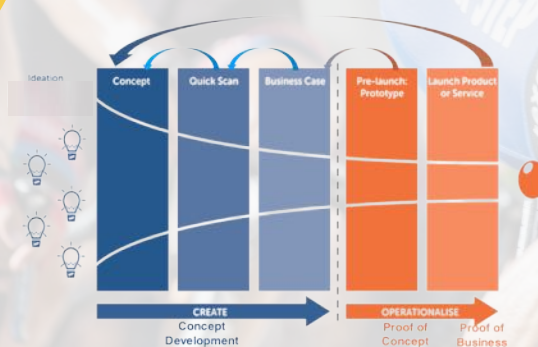 Ideation
Concept
Quick Scan
Business Case
Pre-launch:
Prototype
Launch Product
or Service
CREATE
OPERATIONALISE
Concept
Development
Proof of
Concept
Proof of
Business